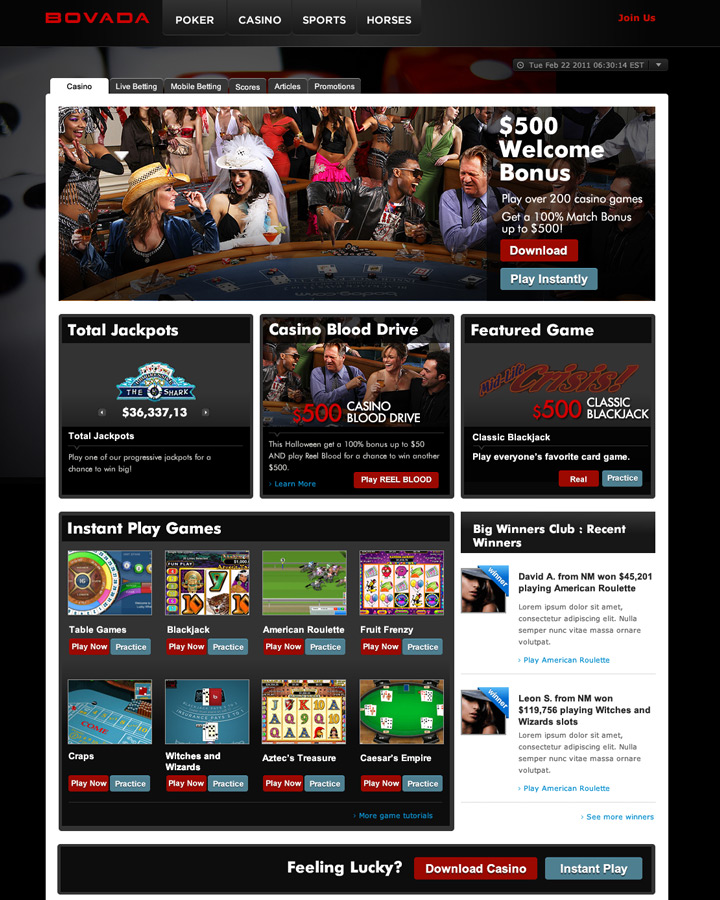 BOVADA
POKER
CASINO
SPORTS
HORSES
Join Us
Tue Feb 22 2011 06:30:14 EST
Casino
Live Betting
Mobile Betting
Scores
Articles
Promotions
$500
Welcome
Bonus
Play over 200 casino games
Get a 100% Match Bonus
up to $500!
Download
Play Instantly
Total Jackpots
THE SHARK
$36,337,13
Total Jackpots
Play one of our progressive jackpots for a
chance to win big!
Casino Blood Drive
$500 CASINO
BLOOD DRIVE
This Halloween get a 100% bonus up to $50
AND play Reel Blood for a chance to win another
$500.
› Learn More
Play REEL BLOOD
Featured Game
Mid-Life Crisis!
$500 CLASSIC
BLACKJACK
Classic Blackjack
Play everyone's favorite card game.
Real
Practice
Instant Play Games
Table Games
Play Now
Practice
Blackjack
Play Now
Practice
American Roulette
Play Now
Practice
Fruit Frenzy
Play Now
Practice
COME
Craps
Play Now
Practice
INSURANCE PAYS 2 TO 1
Witches and
Wizards
Play Now
Practice
Aztec's Treasure
Play Now
Practice
Caesar's Empire
Play Now
Practice
› More game tutorials
Big Winners Club : Recent
Winners
winner
David A. from NM won $45,201
playing American Roulette
Lorem ipsum dolor sit amet,
consectetur adipiscing elit. Nulla
semper nunc vitae massa ornare
volutpat.
› Play American Roulette
winner
Leon S. from NM won
$119,756 playing Witches and
Wizards slots
Lorem ipsum dolor sit amet,
consectetur adipiscing elit. Nulla
semper nunc vitae massa ornare
volutpat.
› Play American Roulette
› See more winners
Feeling Lucky?
Download Casino
Instant Play